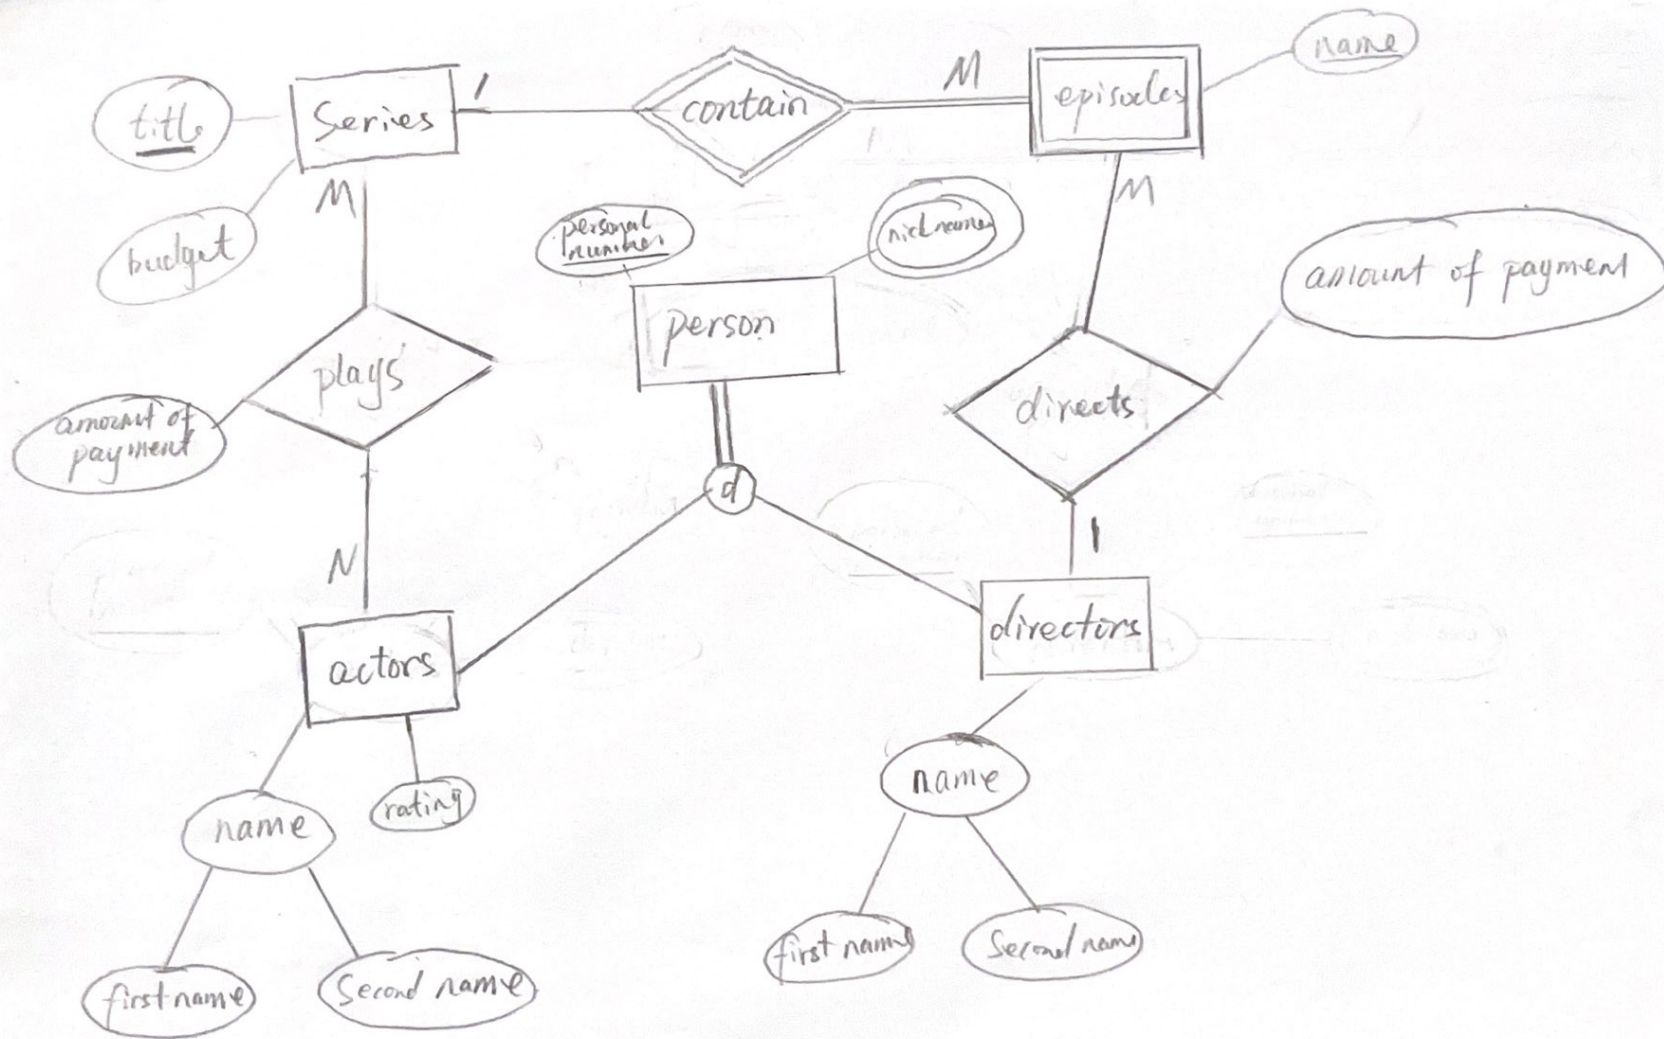 name
title
Series
1
contain
M
episodes
M
M
personal
number
nickname
budget
amount of payment
person
plays
directs
amount of
payment
d
N
1
directors
actors
name
name
rating
first name
Second name
first name
Second name